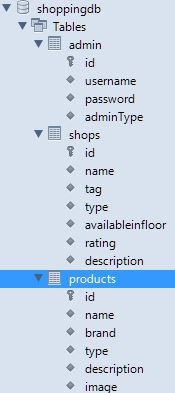 shoppingdb
Tables
admin
id
username
password
adminType
shops
id
name
tag
type
availableinfloor
rating
description
products
id
name
brand
type
description
image